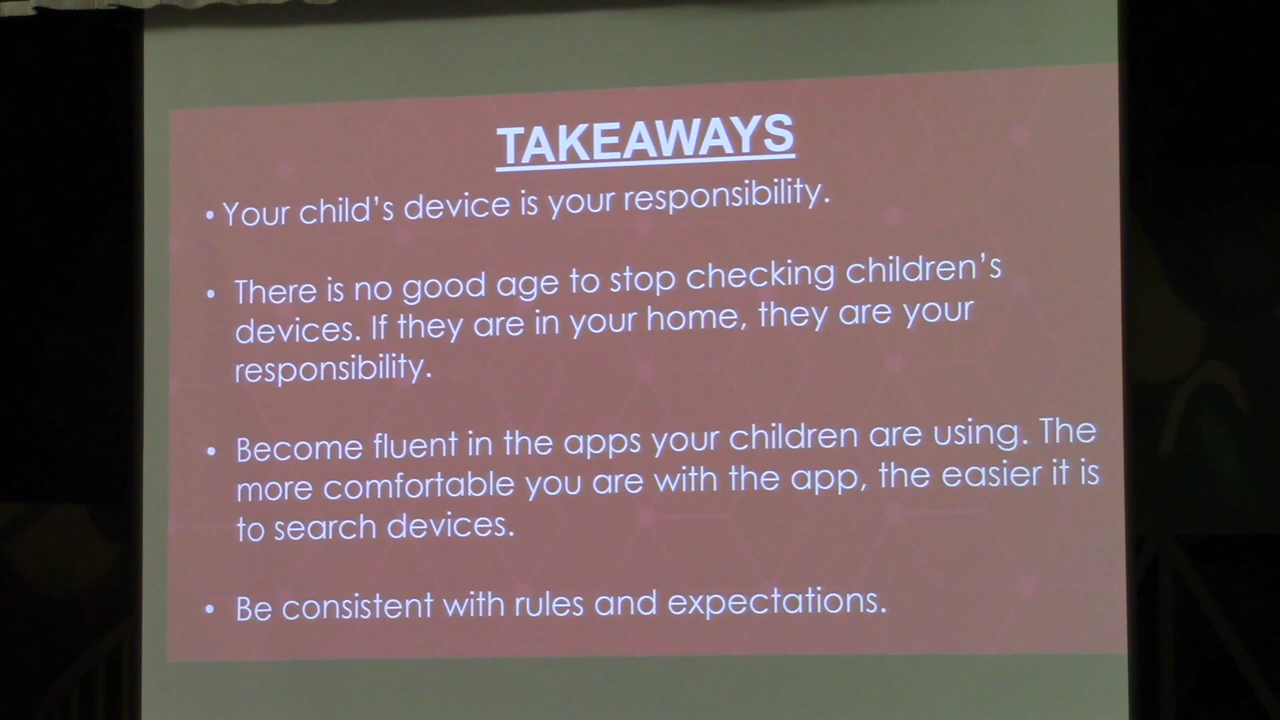 TAKEAWAYS
• Your child’s device is your responsibility.
• There is no good age to stop checking children’s
devices. If they are in your home, they are your
responsibility.
• Become fluent in the apps your children are using. The
more comfortable you are with the app, the easier it is
to search devices.
• Be consistent with rules and expectations.